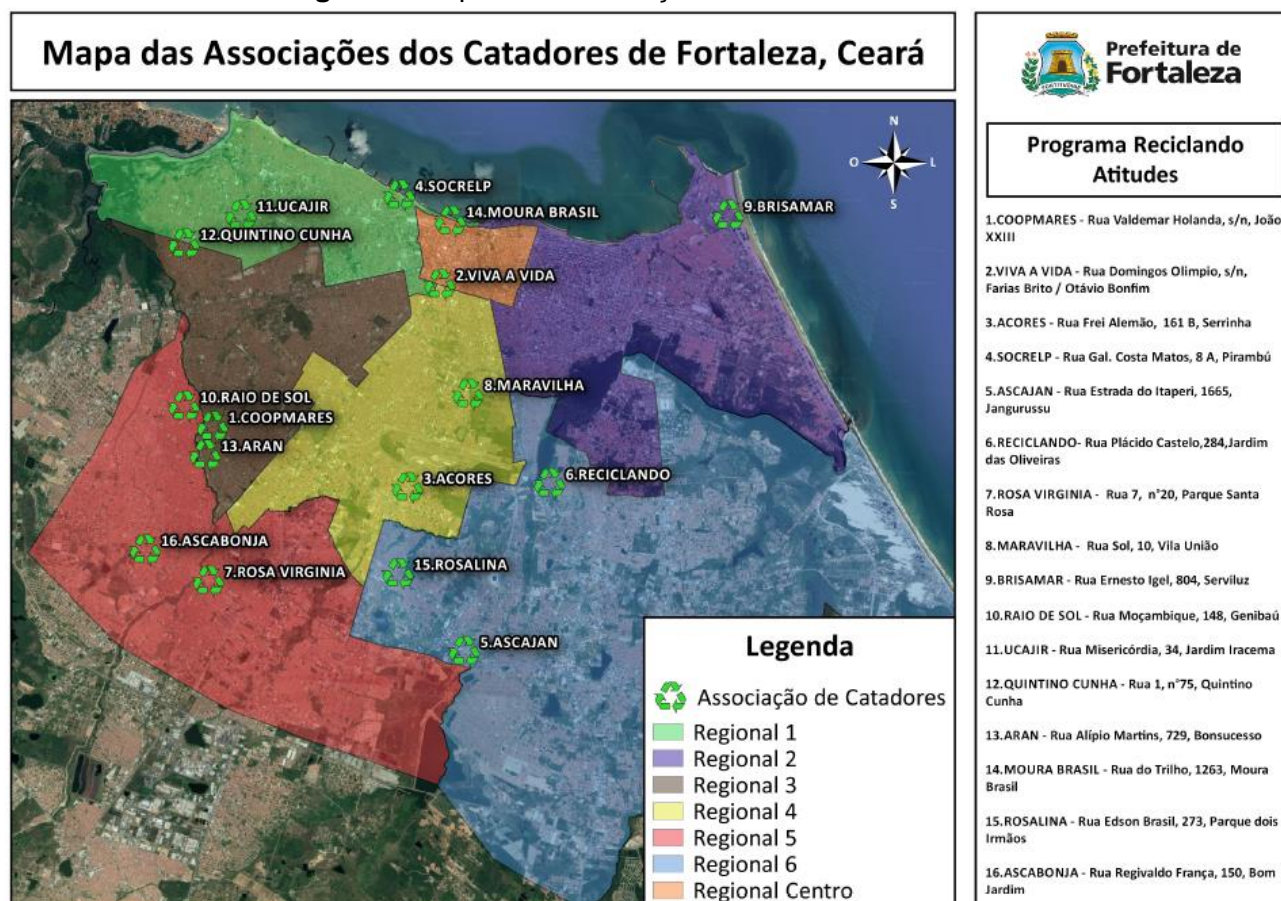 Mapa das Associações dos Catadores de Fortaleza, Ceará
N
O
L
S
4.SOCRELP
11.UCAJIR
14.MOURA BRASIL
9.BRISAMAR
12.QUINTINO CUNHA
2.VIVA A VIDA
8.MARAVILHA
10.RAIO DE SOL
1.COOPMARES
13.ARAN
3.ACORES
6.RECICLANDO
16.ASCABONJA
7.ROSA VIRGINIA
15.ROSALINA
5.ASCAJAN
Legenda
Associação de Catadores
Regional 1
Regional 2
Regional 3
Regional 4
Regional 5
Regional 6
Regional Centro
Prefeitura de
Fortaleza
Programa Reciclando
Atitudes
1.COOPMARES - Rua Valdemar Holanda, s/n, João
XXIII
2.VIVA A VIDA - Rua Domingos Olimpio, s/n,
Farias Brito / Otávio Bonfim
3.ACORES - Rua Frei Alemão, 161 B, Serrinha
4.SOCRELP - Rua Gal. Costa Matos, 8 A, Pirambú
5.ASCAJAN - Rua Estrada do Itaperi, 1665,
Jangurussu
6.RECICLANDO- Rua Plácido Castelo,284,Jardim
das Oliveiras
7.ROSA VIRGINIA - Rua 7, n°20, Parque Santa
Rosa
8.MARAVILHA - Rua Sol, 10, Vila União
9.BRISAMAR - Rua Ernesto Igel, 804, Serviluz
10.RAIO DE SOL - Rua Moçambique, 148, Genibaú
11.UCAJIR - Rua Misericórdia, 34, Jardim Iracema
12.QUINTINO CUNHA - Rua 1, n°75, Quintino
Cunha
13.ARAN - Rua Alípio Martins, 729, Bonsucesso
14.MOURA BRASIL - Rua do Trilho, 1263, Moura
Brasil
15.ROSALINA - Rua Edson Brasil, 273, Parque dois
Irmãos
16.ASCABONJA - Rua Regivaldo França, 150, Bom
Jardim